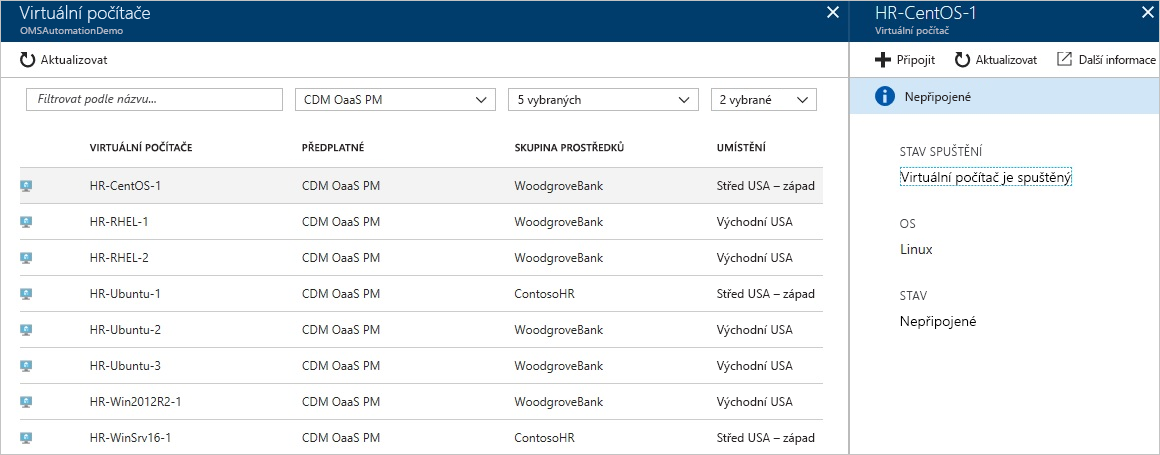 Virtuální počítače
OMSAutomationDemo
Aktualizovat
Filtrovat podle názvu...
CDM OaaS PM
5 vybraných
2 vybrané
VIRTUÁLNÍ POČÍTAČE PŘEDPLATNÉ SKUPINA PROSTŘEDKŮ UMÍSTĚNÍ
HR-CentOS-1 CDM OaaS PM WoodgroveBank Střed USA – západ
HR-RHEL-1 CDM OaaS PM WoodgroveBank Východní USA
HR-RHEL-2 CDM OaaS PM WoodgroveBank Východní USA
HR-Ubuntu-1 CDM OaaS PM ContosoHR Střed USA – západ
HR-Ubuntu-2 CDM OaaS PM WoodgroveBank Východní USA
HR-Ubuntu-3 CDM OaaS PM WoodgroveBank Východní USA
HR-Win2012R2-1 CDM OaaS PM WoodgroveBank Východní USA
HR-WinSrv16-1 CDM OaaS PM ContosoHR Střed USA – západ
HR-CentOS-1
Virtuální počítač
Připojit Aktualizovat Další informace
Nepřipojené
STAV SPUŠTĚNÍ
Virtuální počítač je spuštěný
OS
Linux
STAV
Nepřipojené